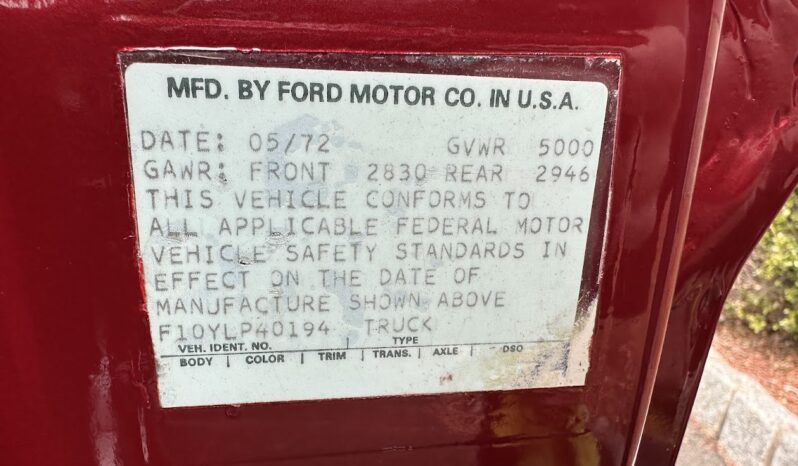 MFD. BY FORD MOTOR CO. IN U.S.A.
DATE: 05/72 GVWR 5000
GAWR: FRONT 2830 REAR 2946
THIS VEHICLE CONFORMS TO
ALL APPLICABLE FEDERAL MOTOR
VEHICLE SAFETY STANDARDS IN
EFFECT ON THE DATE OF
MANUFACTURE SHOWN ABOVE
F10YLP40194 TRUCK
VEH. IDENT. NO. TYPE
BODY | COLOR | TRIM | TRANS. | AXLE | DSO